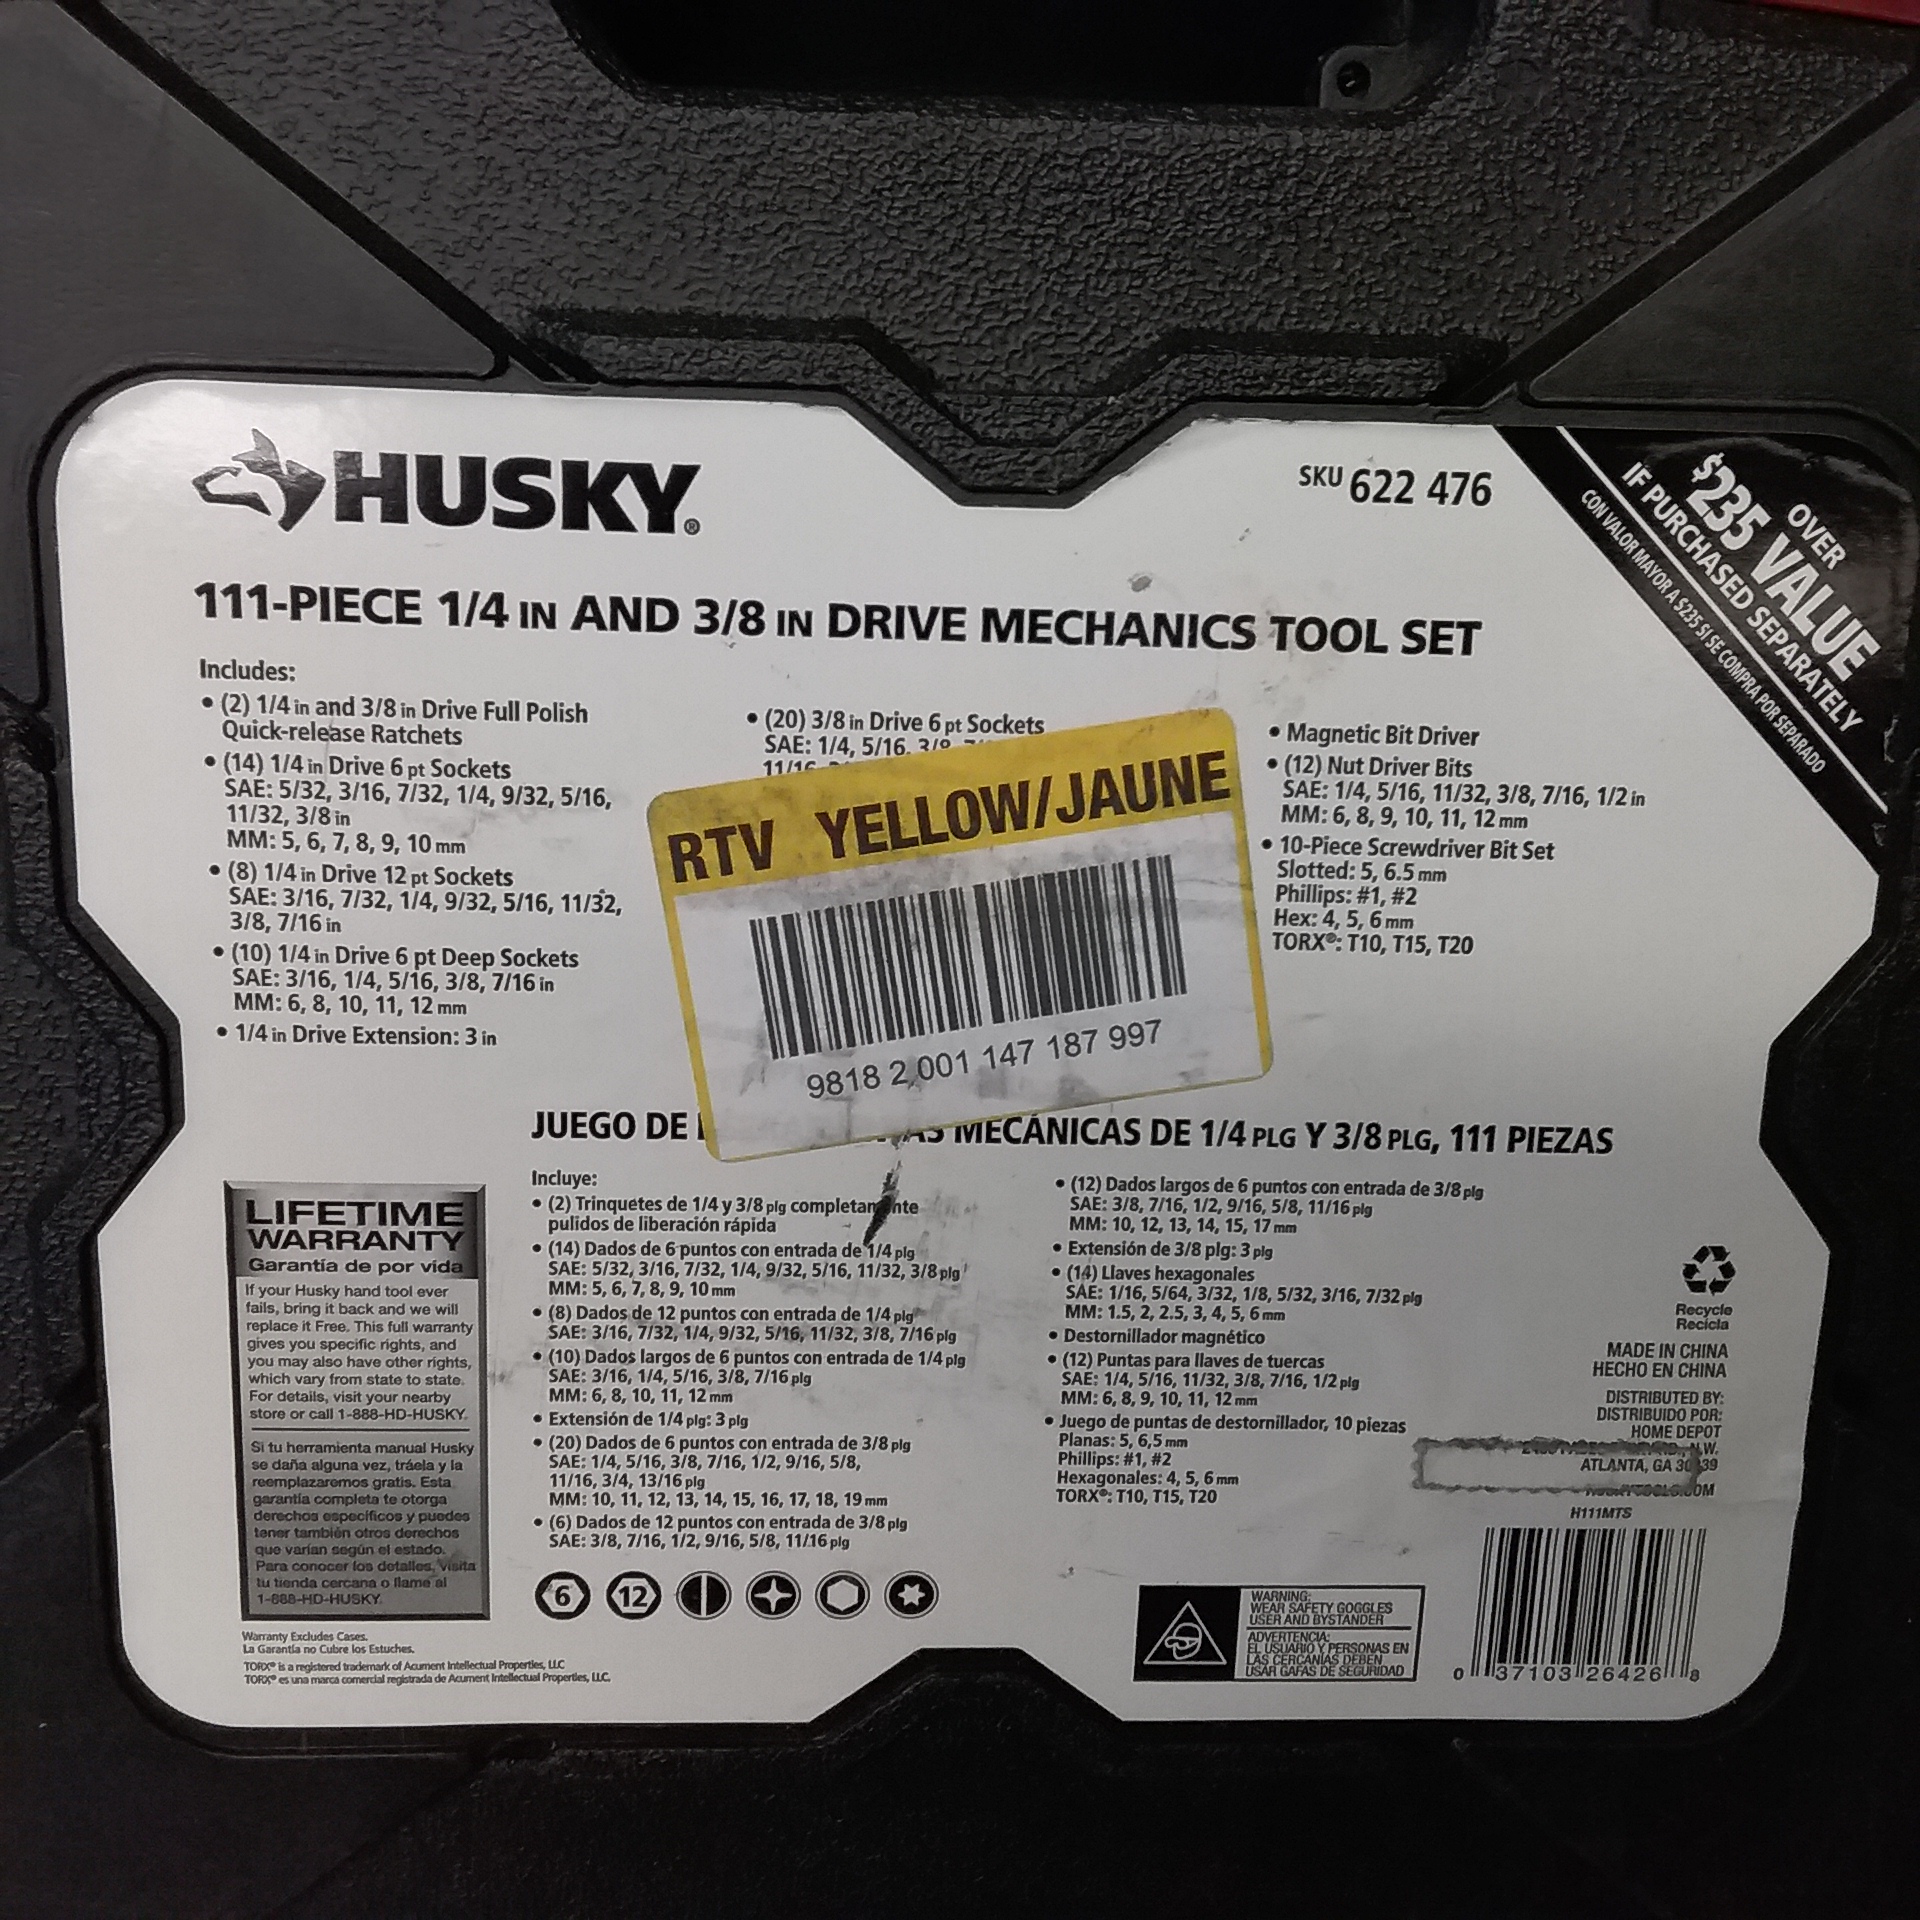 HUSKY®
SKU 622 476
OVER
$235 VALUE
IF PURCHASED SEPARATELY
CON VALOR MAYOR A $235 SI SE COMPRA POR SEPARADO
111-PIECE 1/4 IN AND 3/8 IN DRIVE MECHANICS TOOL SET
Includes:
• (2) 1/4 in and 3/8 in Drive Full Polish
Quick-release Ratchets
• (14) 1/4 in Drive 6 pt Sockets
SAE: 5/32, 3/16, 7/32, 1/4, 9/32, 5/16,
11/32, 3/8 in
MM: 5, 6, 7, 8, 9, 10 mm
• (8) 1/4 in Drive 12 pt Sockets
SAE: 3/16, 7/32, 1/4, 9/32, 5/16, 11/32,
3/8, 7/16 in
• (10) 1/4 in Drive 6 pt Deep Sockets
SAE: 3/16, 1/4, 5/16, 3/8, 7/16 in
MM: 6, 8, 10, 11, 12 mm
• 1/4 in Drive Extension: 3 in
• (20) 3/8 in Drive 6 pt Sockets
SAE: 1/4, 5/16, 3/8
11/16
• Magnetic Bit Driver
• (12) Nut Driver Bits
SAE: 1/4, 5/16, 11/32, 3/8, 7/16, 1/2 in
MM: 6, 8, 9, 10, 11, 12 mm
• 10-Piece Screwdriver Bit Set
Slotted: 5, 6.5 mm
Phillips: #1, #2
Hex: 4, 5, 6 mm
TORX®: T10, T15, T20
RTV YELLOW/JAUNE
9818 2 001 147 187 997
JUEGO DE MECÁNICAS DE 1/4 PLG Y 3/8 PLG, 111 PIEZAS
Incluye:
• (2) Trinquetes de 1/4 y 3/8 plg
pulidos de liberación rápida
• (14) Dados de 6 puntos con entrada de 1/4 plg
SAE: 5/32, 3/16, 7/32, 1/4, 9/32, 5/16, 11/32, 3/8 plg
MM: 5, 6, 7, 8, 9, 10 mm
• (8) Dados de 12 puntos con entrada de 1/4 plg
SAE: 3/16, 7/32, 1/4, 9/32, 5/16, 11/32, 3/8, 7/16 plg
• (10) Dados largos de 6 puntos con entrada de 1/4 plg
SAE: 3/16, 1/4, 5/16, 3/8, 7/16 plg
MM: 6, 8, 10, 11, 12 mm
• Extensión de 1/4 plg: 3 plg
• (20) Dados de 6 puntos con entrada de 3/8 plg
SAE: 1/4, 5/16, 3/8, 7/16, 1/2, 9/16, 5/8,
11/16, 3/4, 13/16 plg
MM: 10, 11, 12, 13, 14, 15, 16, 17, 18, 19 mm
• (6) Dados de 12 puntos con entrada de 3/8 plg
SAE: 3/8, 7/16, 1/2, 9/16, 5/8, 11/16 plg
• (12) Dados largos de 6 puntos con entrada de 3/8 plg
SAE: 3/8, 7/16, 1/2, 9/16, 5/8, 11/16 plg
MM: 10, 12, 13, 14, 15, 17 mm
• Extensión de 3/8 plg: 3 plg
• (14) Llaves hexagonales
SAE: 1/16, 5/64, 3/32, 1/8, 5/32, 3/16, 7/32 plg
MM: 1.5, 2, 2.5, 3, 4, 5, 6 mm
• Destornillador magnético
• (12) Puntas para llaves de tuercas
SAE: 1/4, 5/16, 11/32, 3/8, 7/16, 1/2 plg
MM: 6, 8, 9, 10, 11, 12 mm
• Juego de puntas de destornillador, 10 piezas
Planas: 5, 6,5 mm
Phillips: #1, #2
Hexagonales: 4, 5, 6 mm
TORX®: T10, T15, T20
LIFETIME
WARRANTY
Garantía de por vida
If your Husky hand tool ever
fails, bring it back and we will
replace it Free. This full warranty
gives you specific rights, and
you may also have other rights,
which vary from state to state.
For details, visit your nearby
store or call 1-888-HD-HUSKY.
Si tu herramienta manual Husky
se daña alguna vez, tráela y la
reemplazaremos gratis. Esta
garantía completa te otorga
derechos específicos y puedes
tener también otros derechos
que varían según el estado.
Para conocer los detalles, visita
tu tienda cercana o llame al
1-888-HD-HUSKY.
Warranty Excludes Cases.
La Garantía no Cubre los Estuches.
TORX® is a registered trademark of Acument Intellectual Properties, LLC
TORX® es una marca comercial registrada de Acument Intellectual Properties, LLC.
6 12
Recycle
Recicla
MADE IN CHINA
HECHO EN CHINA
DISTRIBUTED BY:
DISTRIBUIDO POR:
HOME DEPOT
N.W.
ATLANTA, GA
H111MTS
WARNING:
WEAR SAFETY GOGGLES
USER AND BYSTANDER
ADVERTENCIA:
EL USUARIO Y PERSONAS EN
LAS CERCANÍAS DEBEN
USAR GAFAS DE SEGURIDAD
0 37103 26426 8